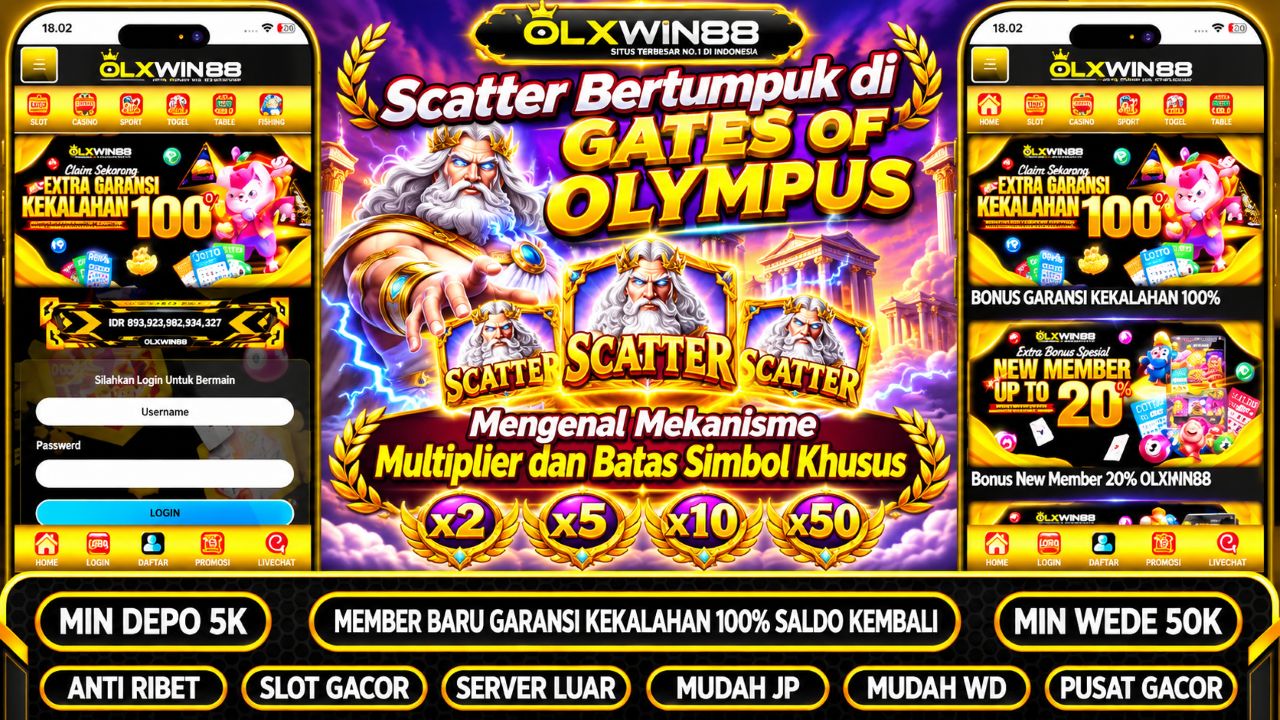 OLXWIN88
SITUS TERBESAR NO.1 DI INDONESIA
Scatter Bertumpuk di
GATES OF
OLYMPUS
SCATTER
SCATTER
SCATTER
Mengenal Mekanisme
Multiplier dan Batas Simbol Khusus
x2 x5 x10 x50
18.02
OLXWIN88
SLOT CASINO SPORT TOGEL TABLE FISHING
OLXWIN88
Claim Sekarang
EXTRA GARANSI
KEKALAHAN 100%
IDR 893,923,982,934,327
OLXWIN88
Silahkan Login Untuk Bermain
Username
Passwerd
LOGIN
HOME LOGIN DAFTAR PROMOSI LIVECHAT
18.02
OLXWIN88
HOME SLOT CASINO SPORT TOGEL TABLE
OLXWIN88
Claim Sekarang
EXTRA GARANSI
KEKALAHAN 100%
BONUS GARANSI KEKALAHAN 100%
OLXWIN88
Extra Bonus Spesial
NEW MEMBER
UP TO 20%
Bonus New Member 20% OLXWIN88
OLXWIN88
HOME LOGIN DAFTAR PROMOSI LIVECHAT
MIN DEPO 5K
MEMBER BARU GARANSI KEKALAHAN 100% SALDO KEMBALI
MIN WEDE 50K
ANTI RIBET
SLOT GACOR
SERVER LUAR
MUDAH JP
MUDAH WD
PUSAT GACOR